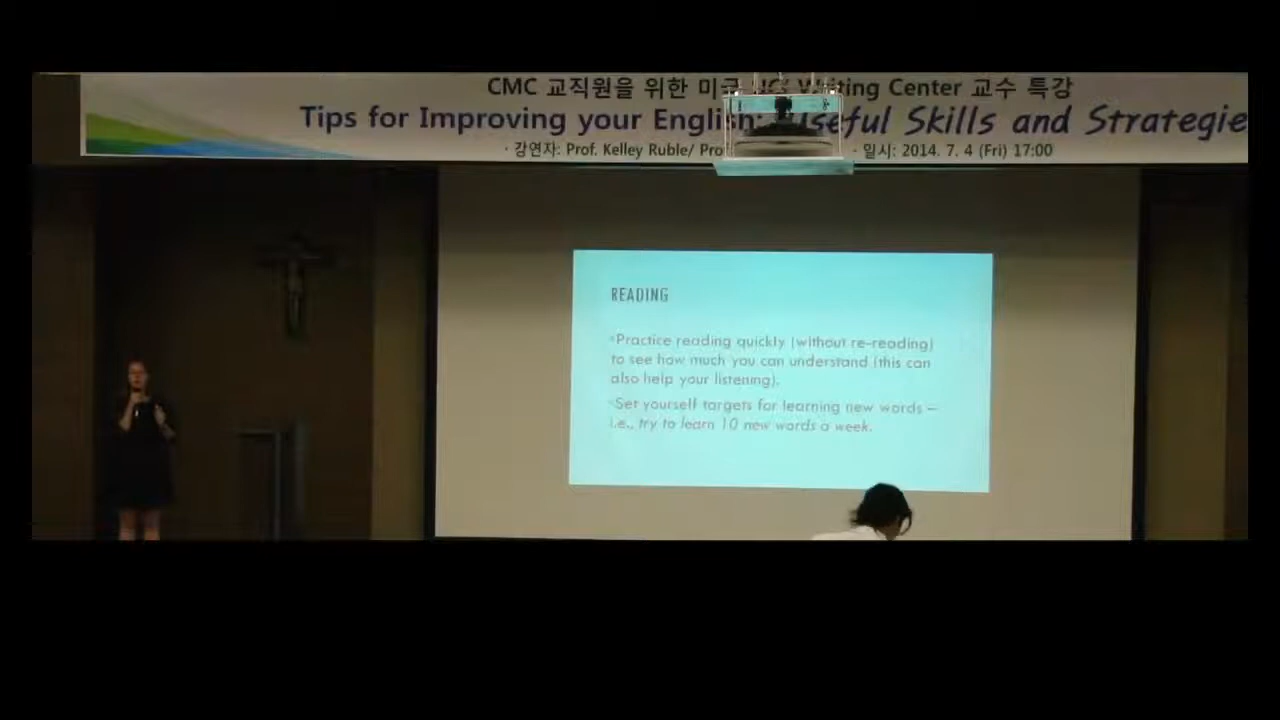 CMC 교직원을 위한 미국 UCI Writing Center 교수 특강
Tips for Improving your English: Useful Skills and Strategie
· 강연자: Prof. Kelley Ruble/ Pro
· 일시: 2014. 7. 4 (Fri) 17:00
READING
Practice reading quickly (without re-reading)
to see how much you can understand (this can
also help your listening).
Set yourself targets for learning new words –
i.e., try to learn 10 new words a week.